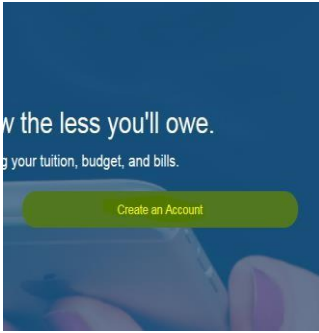 the less you'll owe.
your tuition, budget, and bills.
Create an Account